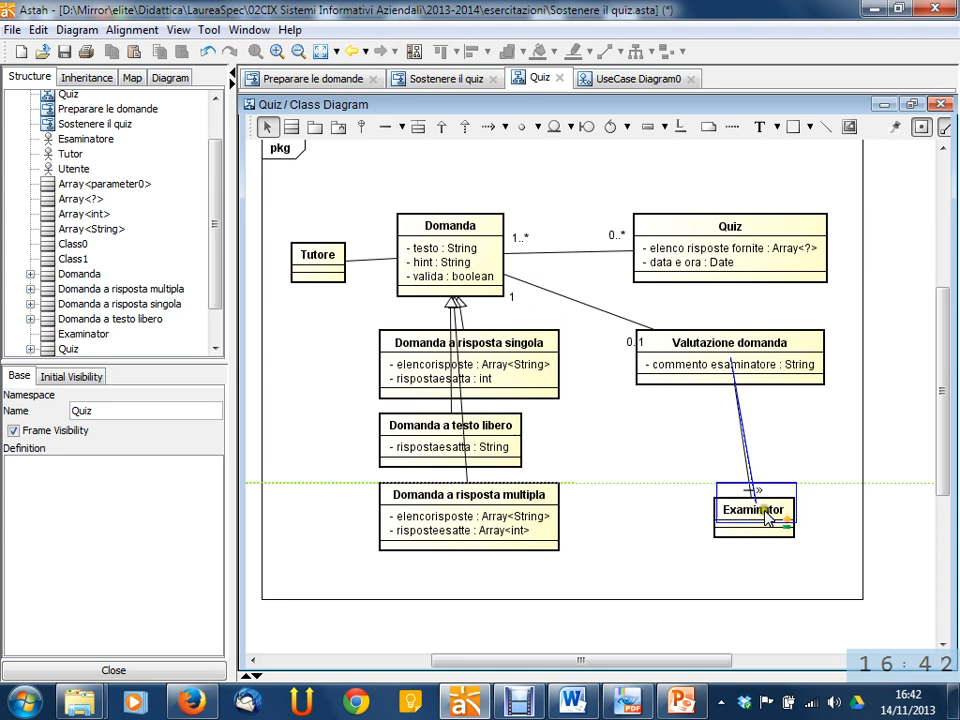 Astah - [D:\Mirror\elite\Didattica\LaureaSpec\02CIX Sistemi Informativi Aziendali\2013-2014\esercitazioni\Sostenere il quiz.asta] (*)
File Edit Diagram Alignment View Tool Window Help
Structure Inheritance Map Diagram
Preparare le domande Sostenere il quiz Quiz UseCase Diagram0
Quiz / Class Diagram
Quiz
Preparare le domande
Sostenere il quiz
Esaminatore
Tutor
Utente
Array<parameter0>
Array<?>
Array<int>
Array<String>
Class0
Class1
Domanda
Domanda a risposta multipla
Domanda a risposta singola
Domanda a testo libero
Examinator
Quiz
Base Initial Visibility
Namespace
Name Quiz
Frame Visibility
Definition
Close
pkg
Tutore
Domanda
- testo : String
- hint : String
- valida : boolean
1..*
0..*
Quiz
- elenco risposte fornite : Array<?>
- data e ora : Date
1
0..1
Domanda a risposta singola
- elencorisposte : Array<String>
- rispostaesatta : int
Valutazione domanda
- commento esaminatore : String
Domanda a testo libero
- rispostaesatta : String
Domanda a risposta multipla
- elencorisposte : Array<String>
- risposteesatte : Array<int>
Examinator
16:42
16:42
14/11/2013